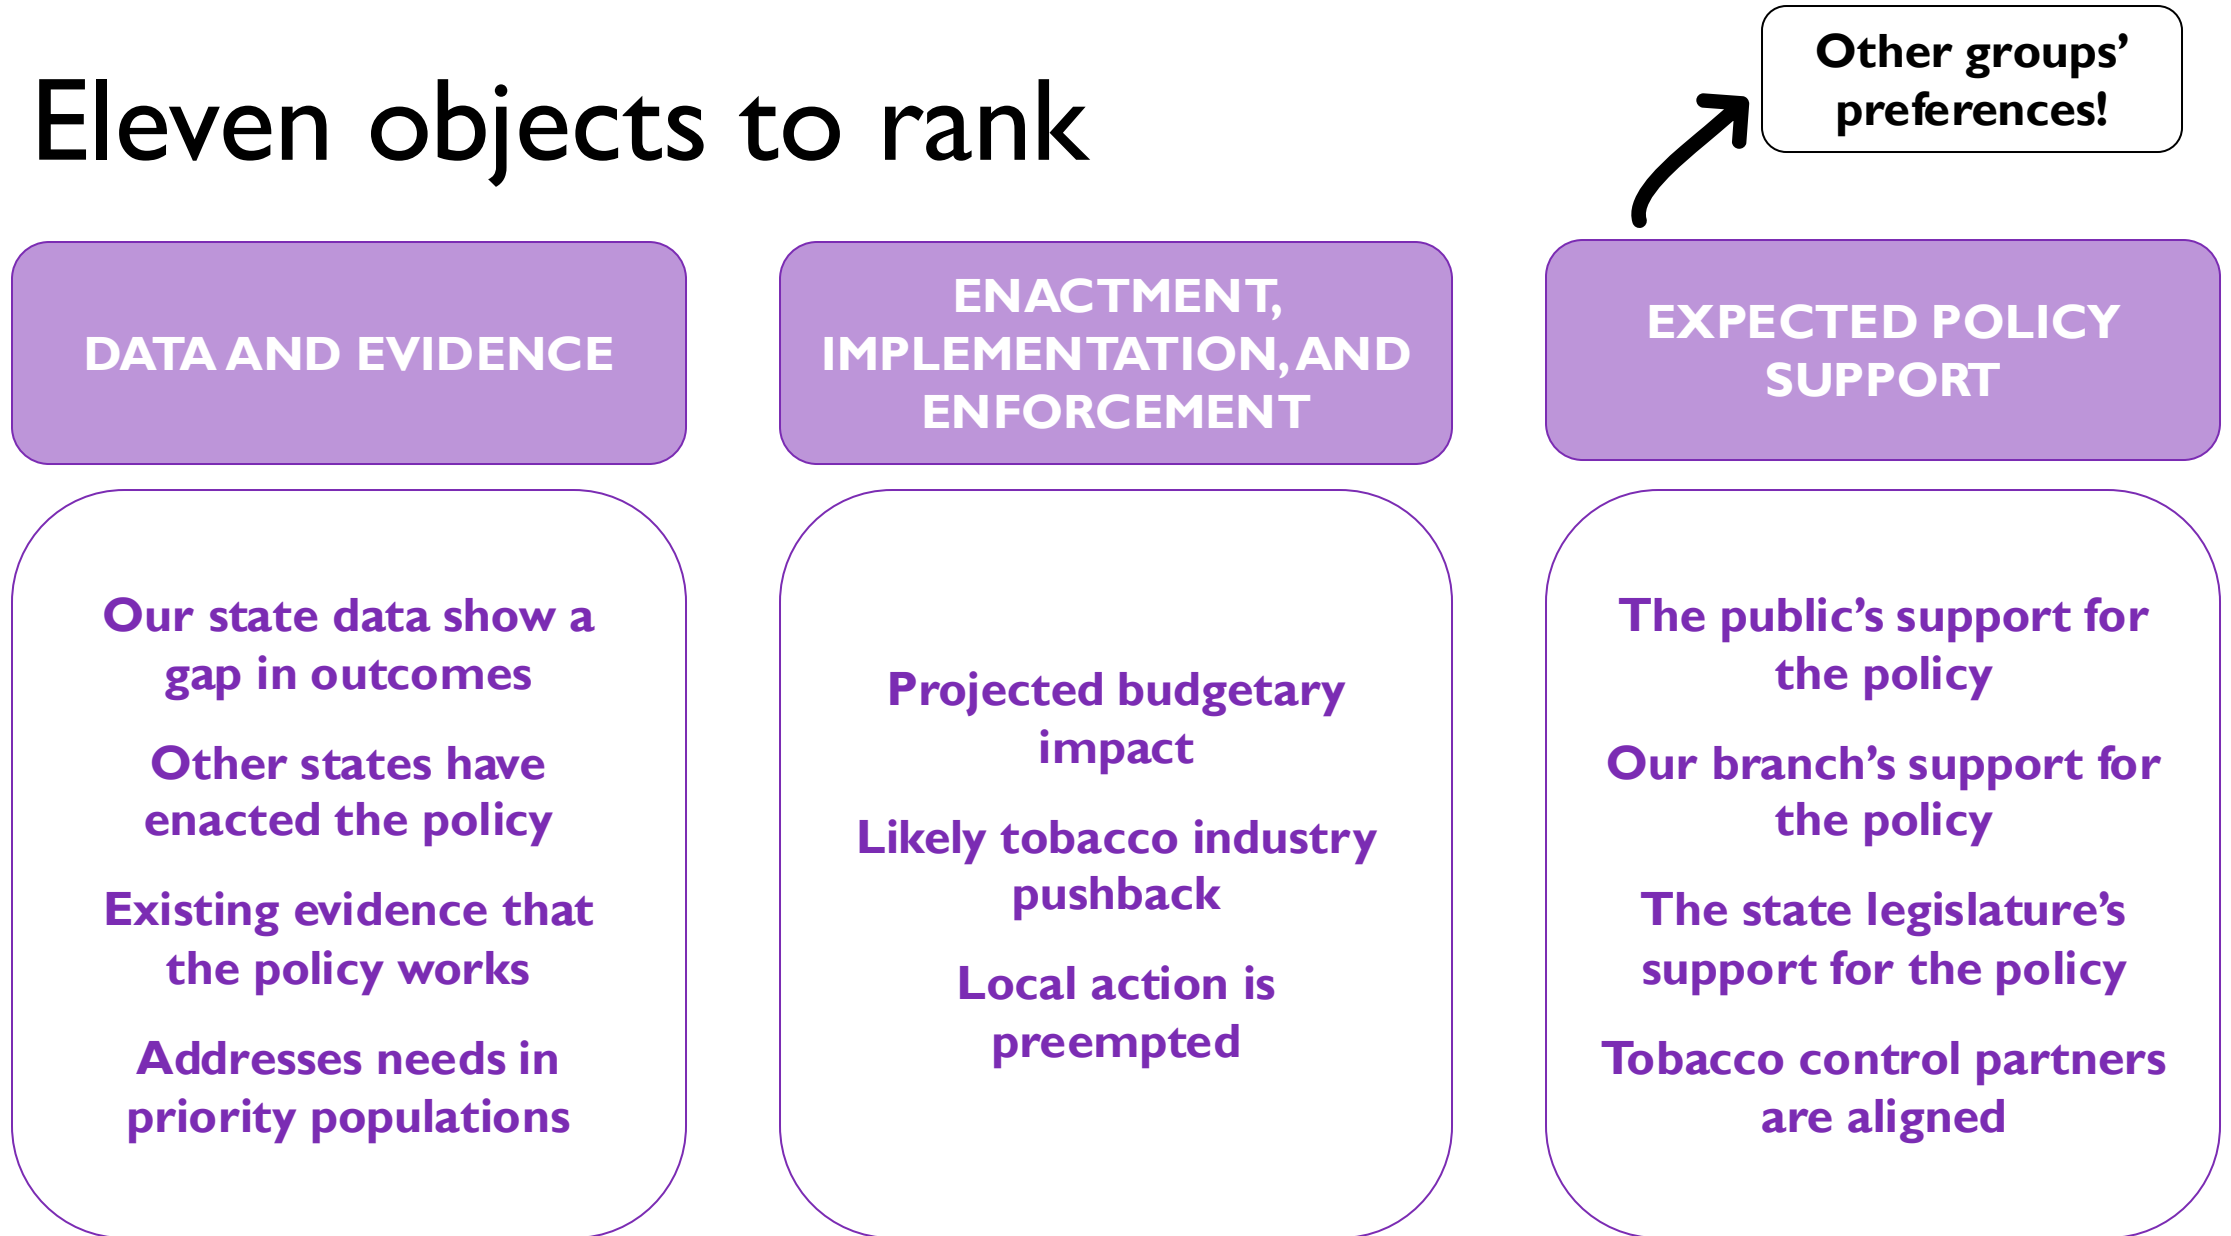 Other groups’
preferences!
Eleven objects to rank
DATA AND EVIDENCE
Our state data show a
gap in outcomes
Other states have
enacted the policy
Existing evidence that
the policy works
Addresses needs in
priority populations
ENACTMENT,
IMPLEMENTATION, AND
ENFORCEMENT
Projected budgetary
impact
Likely tobacco industry
pushback
Local action is
preempted
EXPECTED POLICY
SUPPORT
The public’s support for
the policy
Our branch’s support for
the policy
The state legislature’s
support for the policy
Tobacco control partners
are aligned